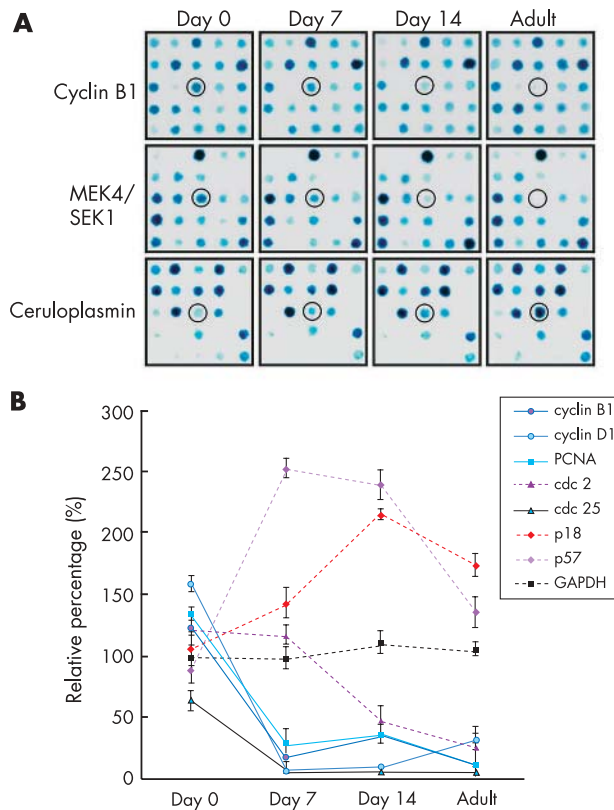 A
Day 0 Day 7 Day 14 Adult
Cyclin B1
MEK4/
SEK1
Ceruloplasmin
B
Relative percentage (%)
300
250
200
150
100
50
0
Day 0 Day 7 Day 14 Adult
cyclin B1
cyclin D1
PCNA
cdc 2
cdc 25
p18
p57
GAPDH